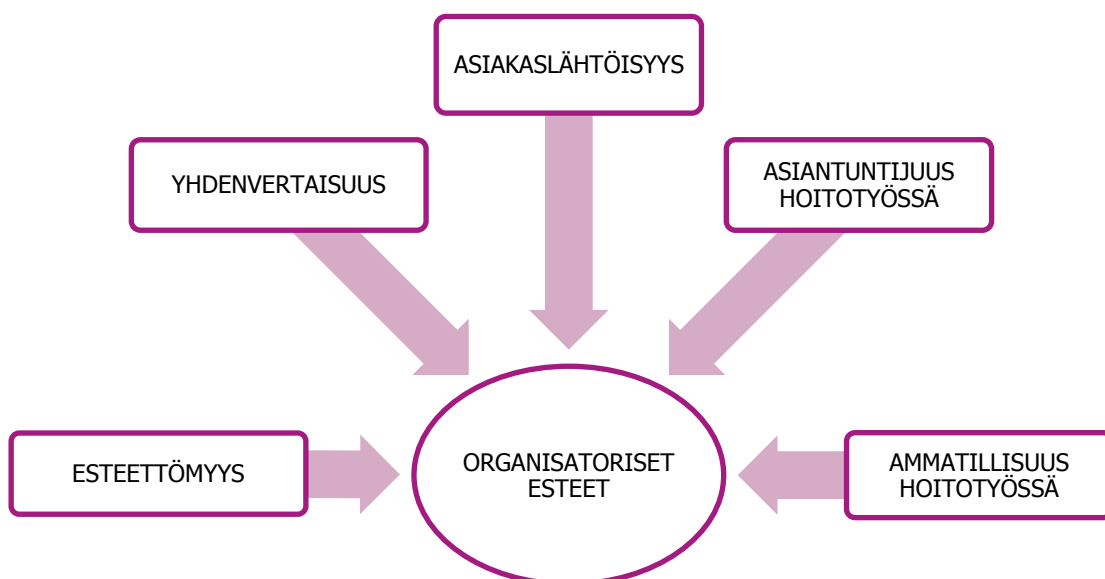 ASIAKASLÄHTÖISYYS
YHDENVERTAISUUS
ASIANTUNTIJUUS
HOITOTYÖSSÄ
ESTEETTÖMYYS
ORGANISATORISET
ESTEET
AMMATILLISUUS
HOITOTYÖSSÄ